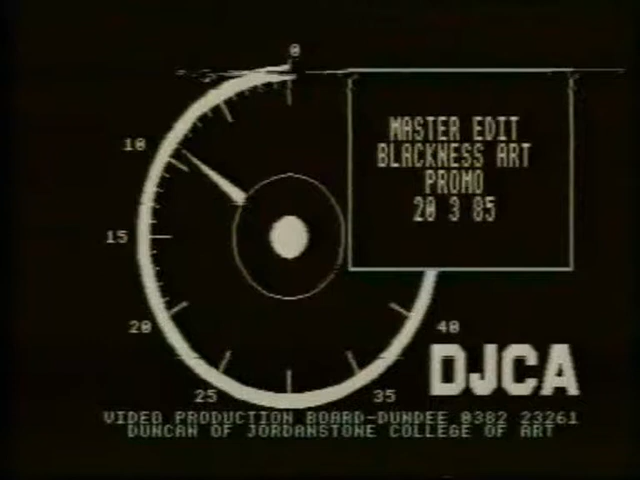 0
10
15
20
25
35
40
MASTER EDIT
BLACKNESS ART
PROMO
20 3 85
DJCA
VIDEO PRODUCTION BOARD-DUNDEE 0382 23261
DUNCAN OF JORDANSTONE COLLEGE OF ART